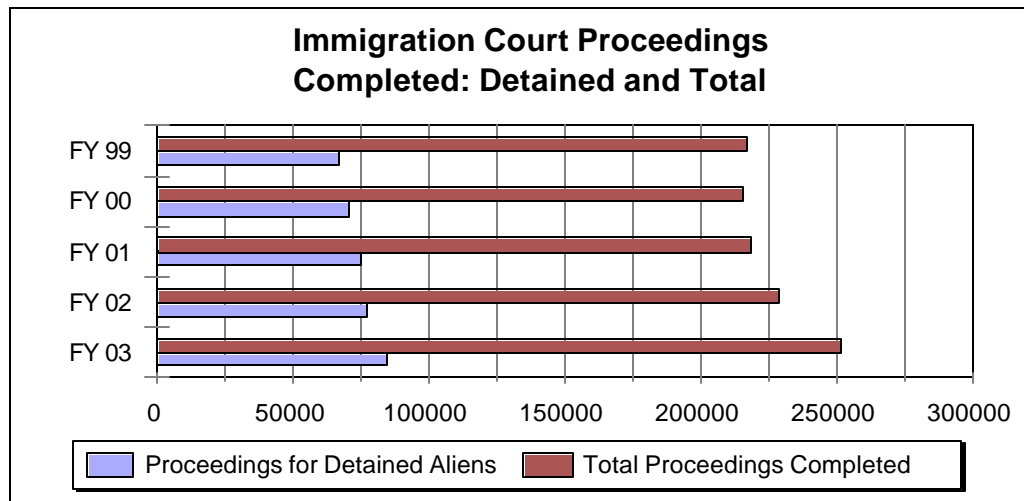 Immigration Court Proceedings
Completed: Detained and Total
FY 99
FY 00
FY 01
FY 02
FY 03
0 50000 100000 150000 200000 250000 300000
Proceedings for Detained Aliens Total Proceedings Completed